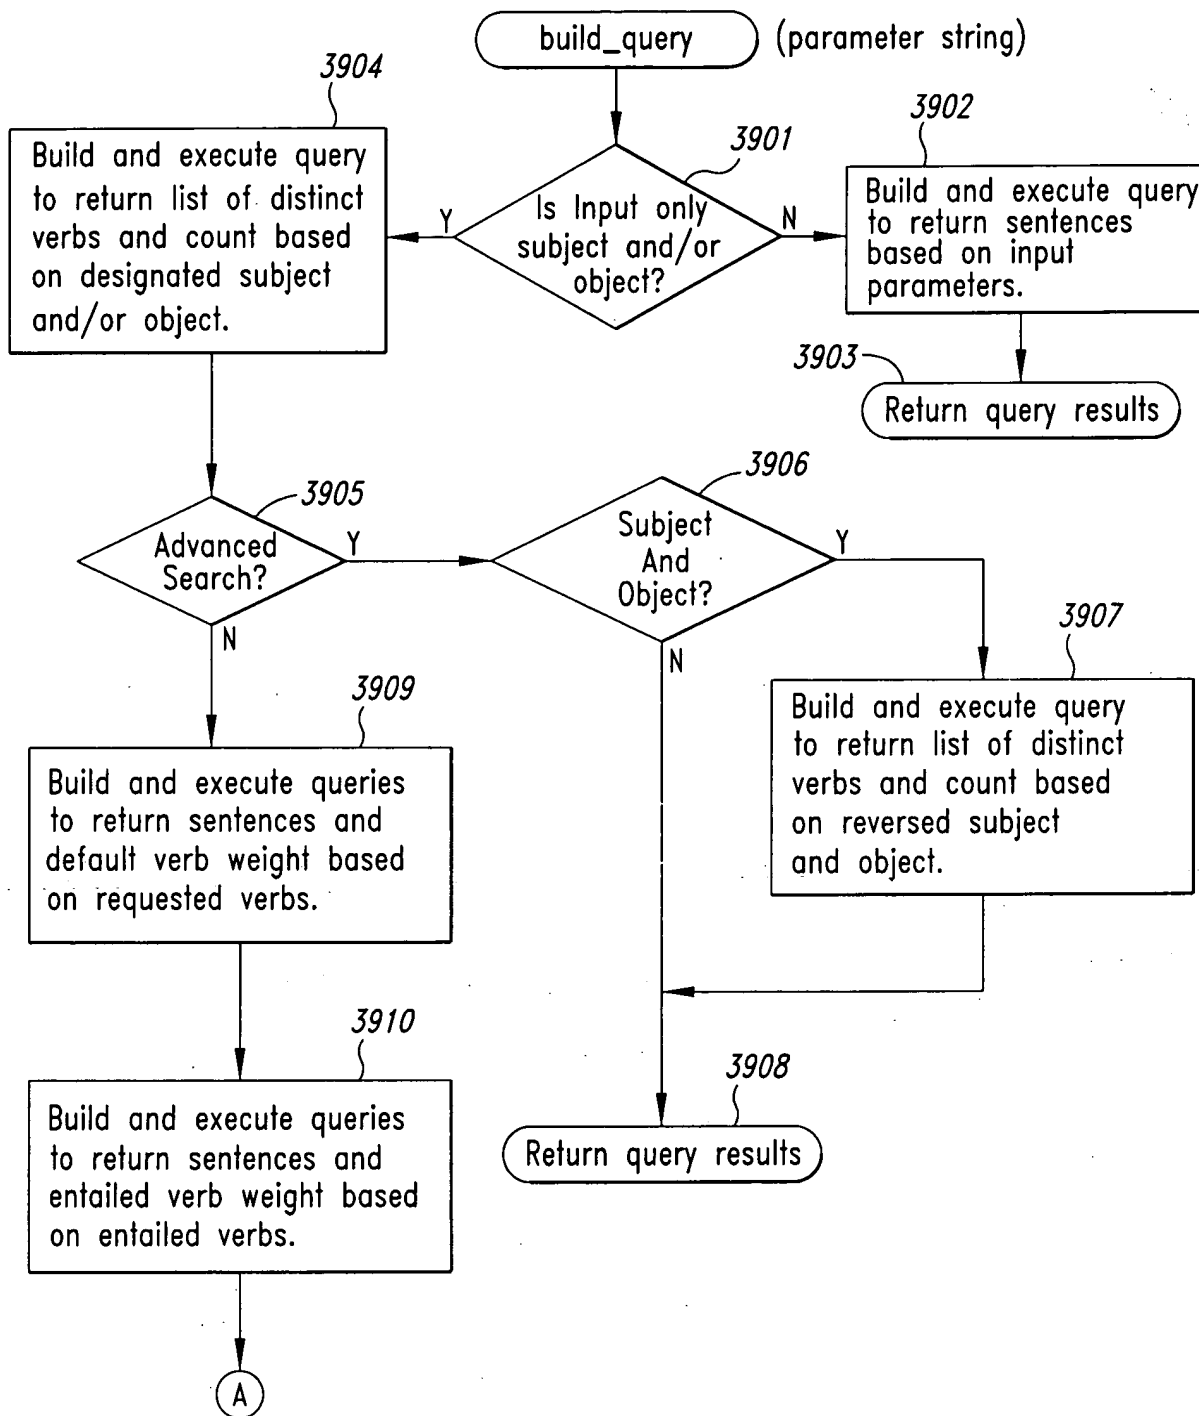 build_query (parameter string)
3904
Build and execute query
to return list of distinct
verbs and count based
on designated subject
and/or object.
3901
Is Input only
subject and/or
object?
Y
N
3902
Build and execute query
to return sentences
based on input
parameters.
3903
Return query results
3905
Advanced
Search?
Y
N
3906
Subject
And
Object?
Y
N
3907
Build and execute query
to return list of distinct
verbs and count based
on reversed subject
and object.
3909
Build and execute queries
to return sentences and
default verb weight based
on requested verbs.
3910
Build and execute queries
to return sentences and
entailed verb weight based
on entailed verbs.
3908
Return query results
A